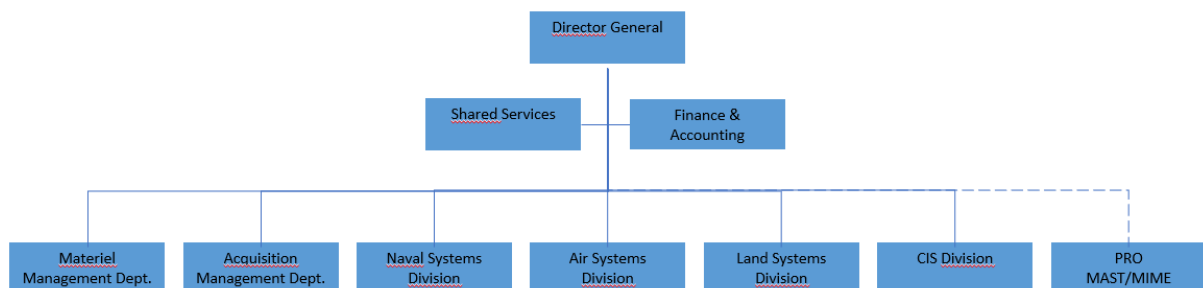 Director General
Shared Services
Finance &
Accounting
Materiel
Management Dept.
Acquisition
Management Dept.
Naval Systems
Division
Air Systems
Division
Land Systems
Division
CIS Division
PRO
MAST/MIME